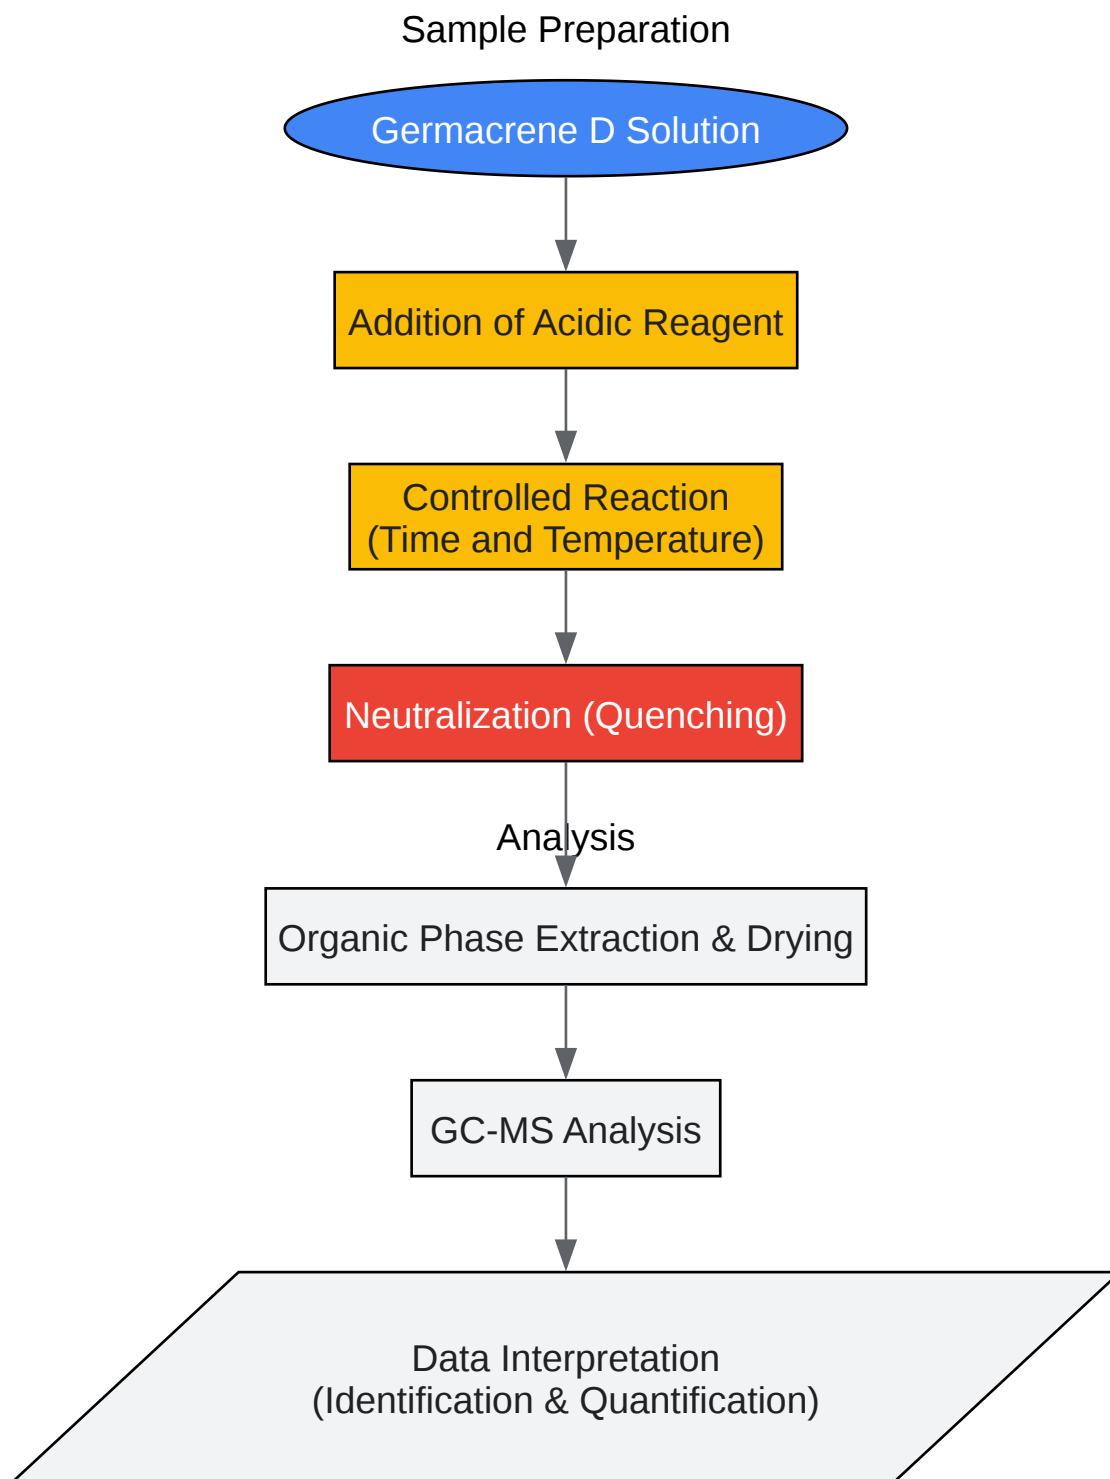 Sample Preparation
Germacrene D Solution
Addition of Acidic Reagent
Controlled Reaction
(Time and Temperature)
Neutralization (Quenching)
Analysis
Organic Phase Extraction & Drying
GC-MS Analysis
Data Interpretation
(Identification & Quantification)